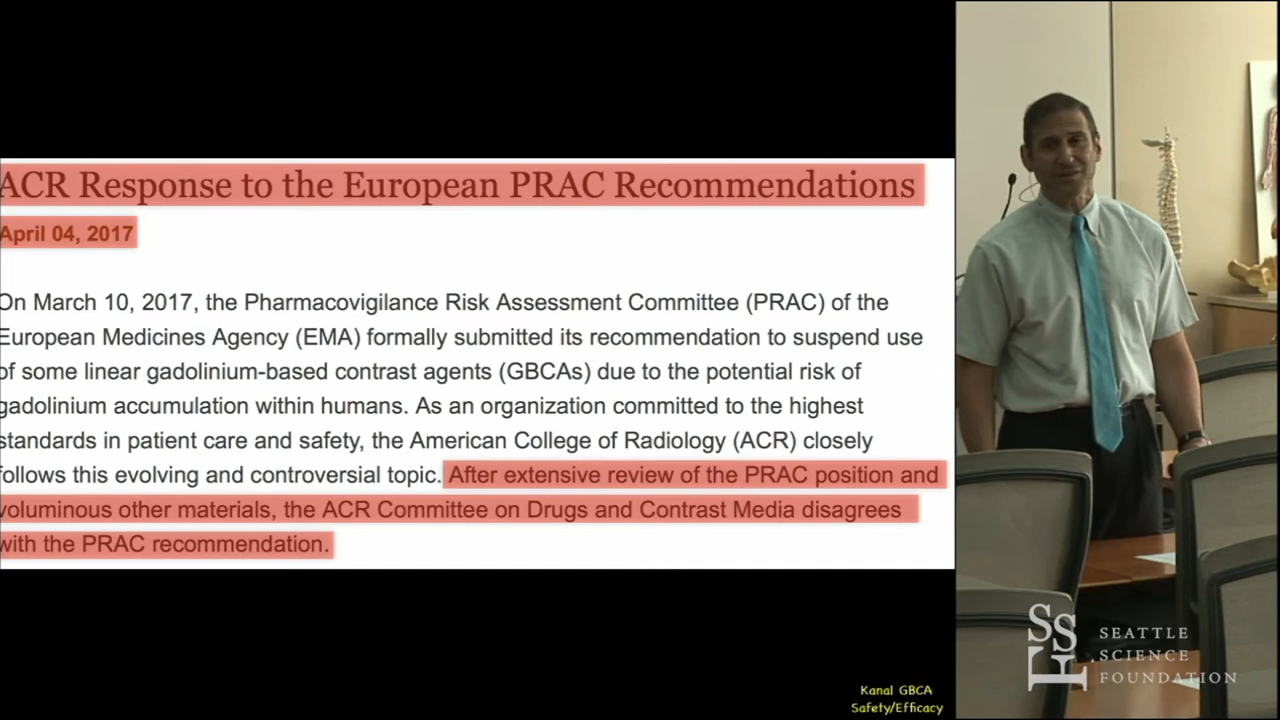 ACR Response to the European PRAC Recommendations
April 04, 2017
On March 10, 2017, the Pharmacovigilance Risk Assessment Committee (PRAC) of the
European Medicines Agency (EMA) formally submitted its recommendation to suspend use
of some linear gadolinium-based contrast agents (GBCAs) due to the potential risk of
gadolinium accumulation within humans. As an organization committed to the highest
standards in patient care and safety, the American College of Radiology (ACR) closely
follows this evolving and controversial topic. After extensive review of the PRAC position and
voluminous other materials, the ACR Committee on Drugs and Contrast Media disagrees
with the PRAC recommendation.
Kanal GBCA
Safety/Efficacy
SSF
SEATTLE
SCIENCE
FOUNDATION